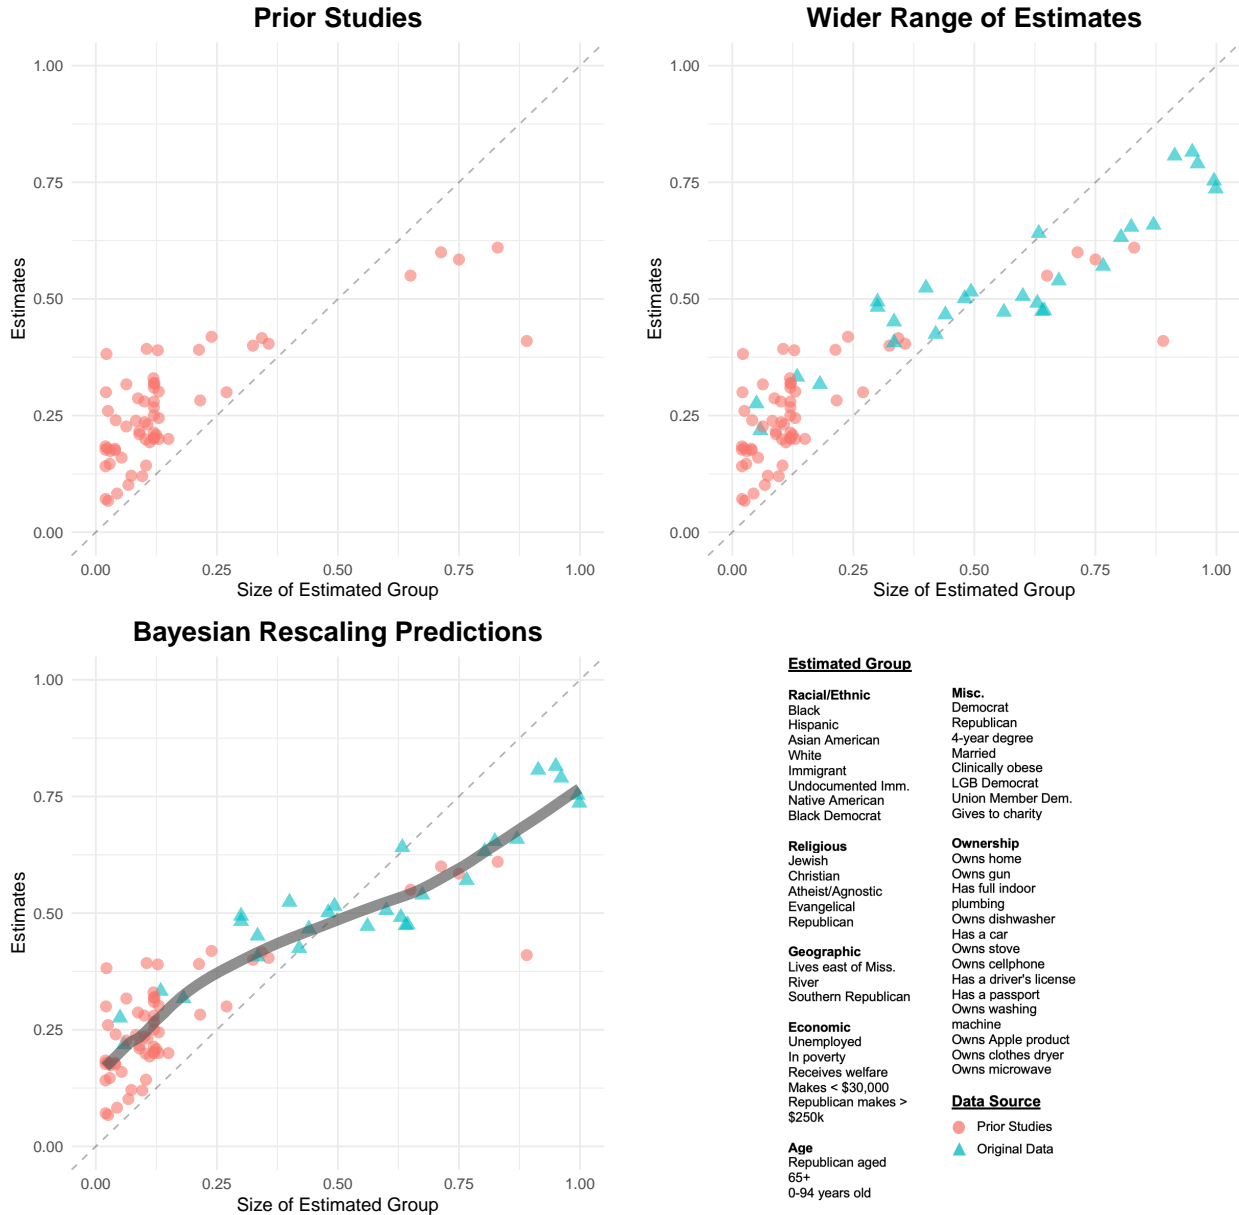 Prior Studies
1.00
0.75
0.50
0.25
0.00
Estimates
0.00 0.25 0.50 0.75 1.00
Size of Estimated Group
Wider Range of Estimates
1.00
0.75
0.50
0.25
0.00
Estimates
0.00 0.25 0.50 0.75 1.00
Size of Estimated Group
Bayesian Rescaling Predictions
1.00
0.75
0.50
0.25
0.00
Estimates
0.00 0.25 0.50 0.75 1.00
Size of Estimated Group
Estimated Group
Racial/Ethnic
Black
Hispanic
Asian American
White
Immigrant
Undocumented Imm.
Native American
Black Democrat
Religious
Jewish
Christian
Atheist/Agnostic
Evangelical
Republican
Geographic
Lives east of Miss.
River
Southern Republican
Economic
Unemployed
In poverty
Receives welfare
Makes < $30,000
Republican makes >
$250k
Age
Republican aged
65+
0-94 years old
Misc.
Democrat
Republican
4-year degree
Married
Clinically obese
LGB Democrat
Union Member Dem.
Gives to charity
Ownership
Owns home
Owns gun
Has full indoor
plumbing
Owns dishwasher
Has a car
Owns stove
Owns cellphone
Has a driver's license
Has a passport
Owns washing
machine
Owns Apple product
Owns clothes dryer
Owns microwave
Data Source
Prior Studies
Original Data